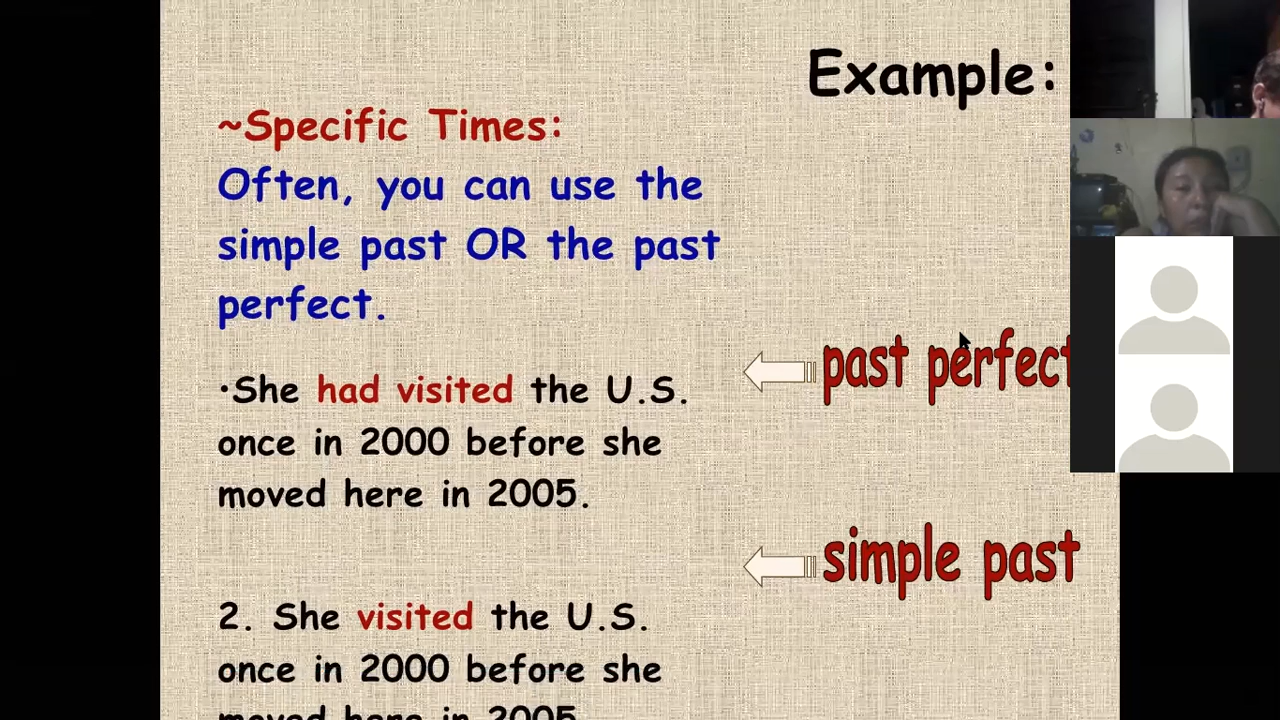 Example:
~Specific Times:
Often, you can use the
simple past OR the past
perfect.
•She had visited the U.S.
once in 2000 before she
moved here in 2005.
past perfect
simple past
2. She visited the U.S.
once in 2000 before she
moved here in 2005